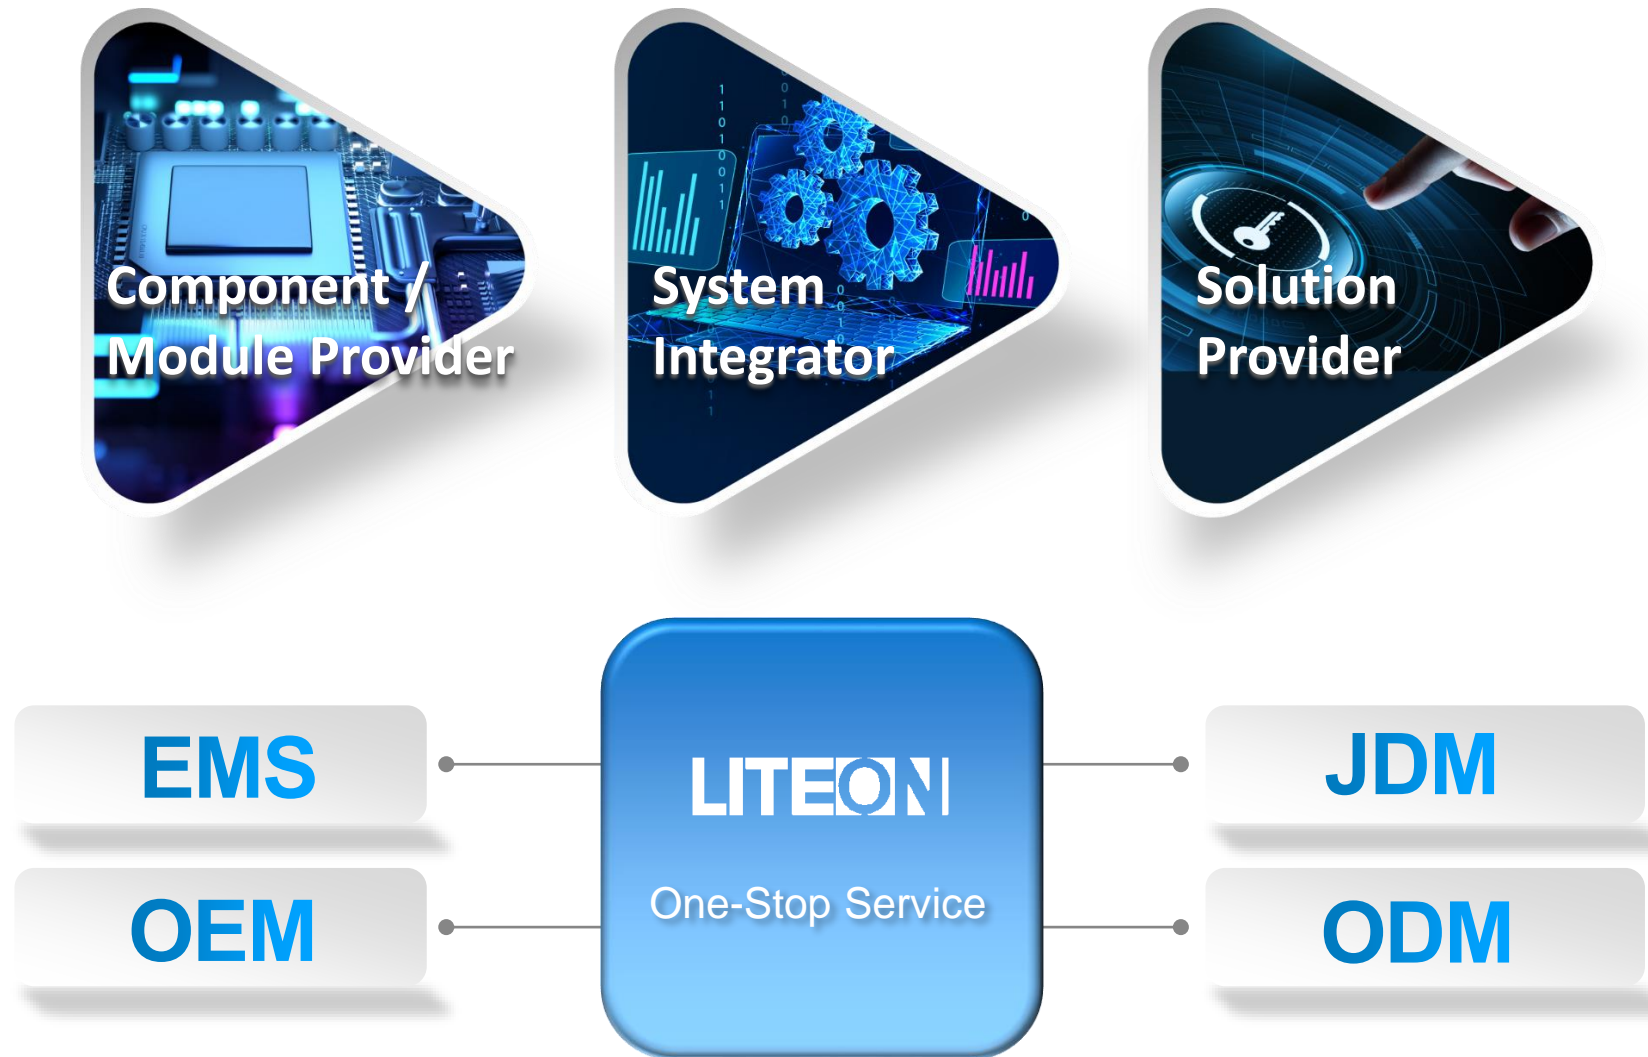 Component /
Module Provider
System
Integrator
Solution
Provider
EMS
LITEON
JDM
One-Stop Service
OEM
ODM